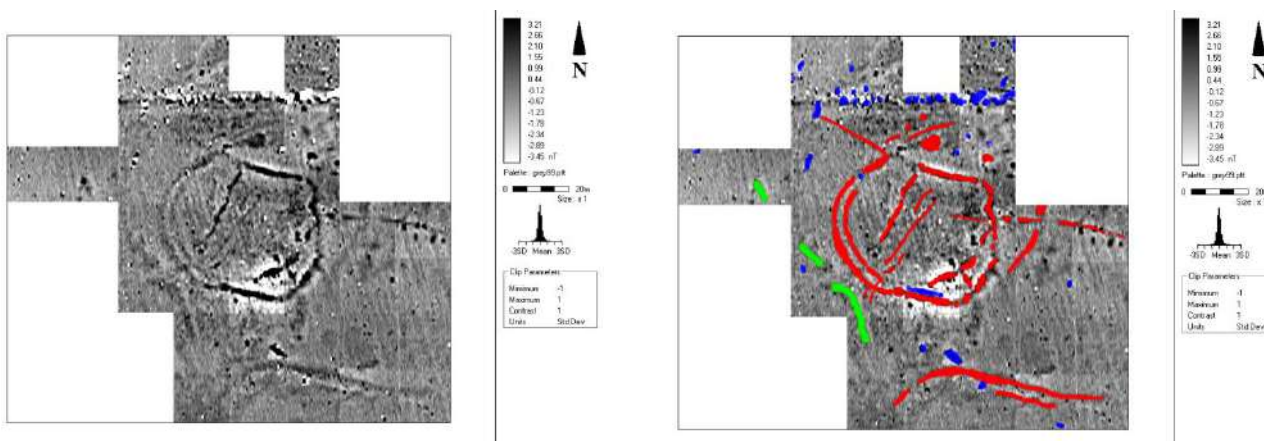 3.21
2.66
2.10
1.55
0.99
0.44
-0.12
-0.67
-1.23
-1.78
-2.34
-2.89
-3.45 nT
N
Palette : grey99.plt
0 20m
Size : x 1
-3SD Mean 3SD
Clip Parameters
Minimum -1
Maximum 1
Contrast 1
Units Std.Dev
3.21
2.66
2.10
1.55
0.99
0.44
-0.12
-0.67
-1.23
-1.78
-2.34
-2.89
-3.45 nT
N
Palette : grey99.plt
0 20
Size : x
-3SD Mean 3SD
Clip Parameters
Minimum -1
Maximum 1
Contrast 1
Units Std.Dev